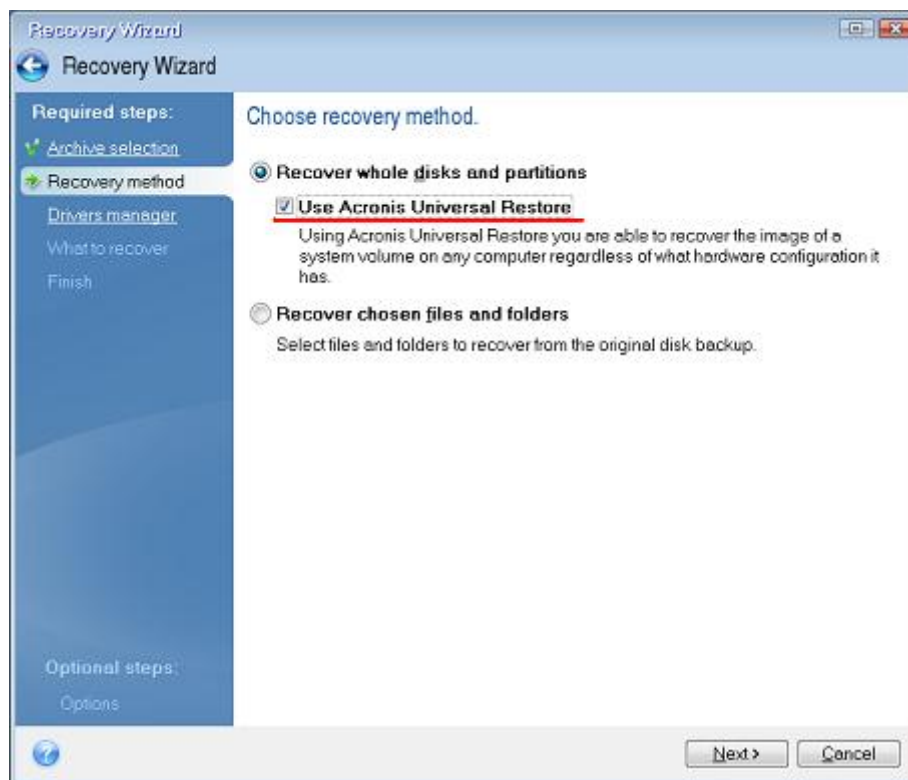 Recovery Wizard
Recovery Wizard
Required steps:
Archive selection
Recovery method
Drivers manager
What to recover
Finish
Optional steps:
Options
Choose recovery method.
Recover whole disks and partitions
Use Acronis Universal Restore
Using Acronis Universal Restore you are able to recover the image of a
system volume on any computer regardless of what hardware configuration it
has.
Recover chosen files and folders
Select files and folders to recover from the original disk backup.
?
Next >
Cancel